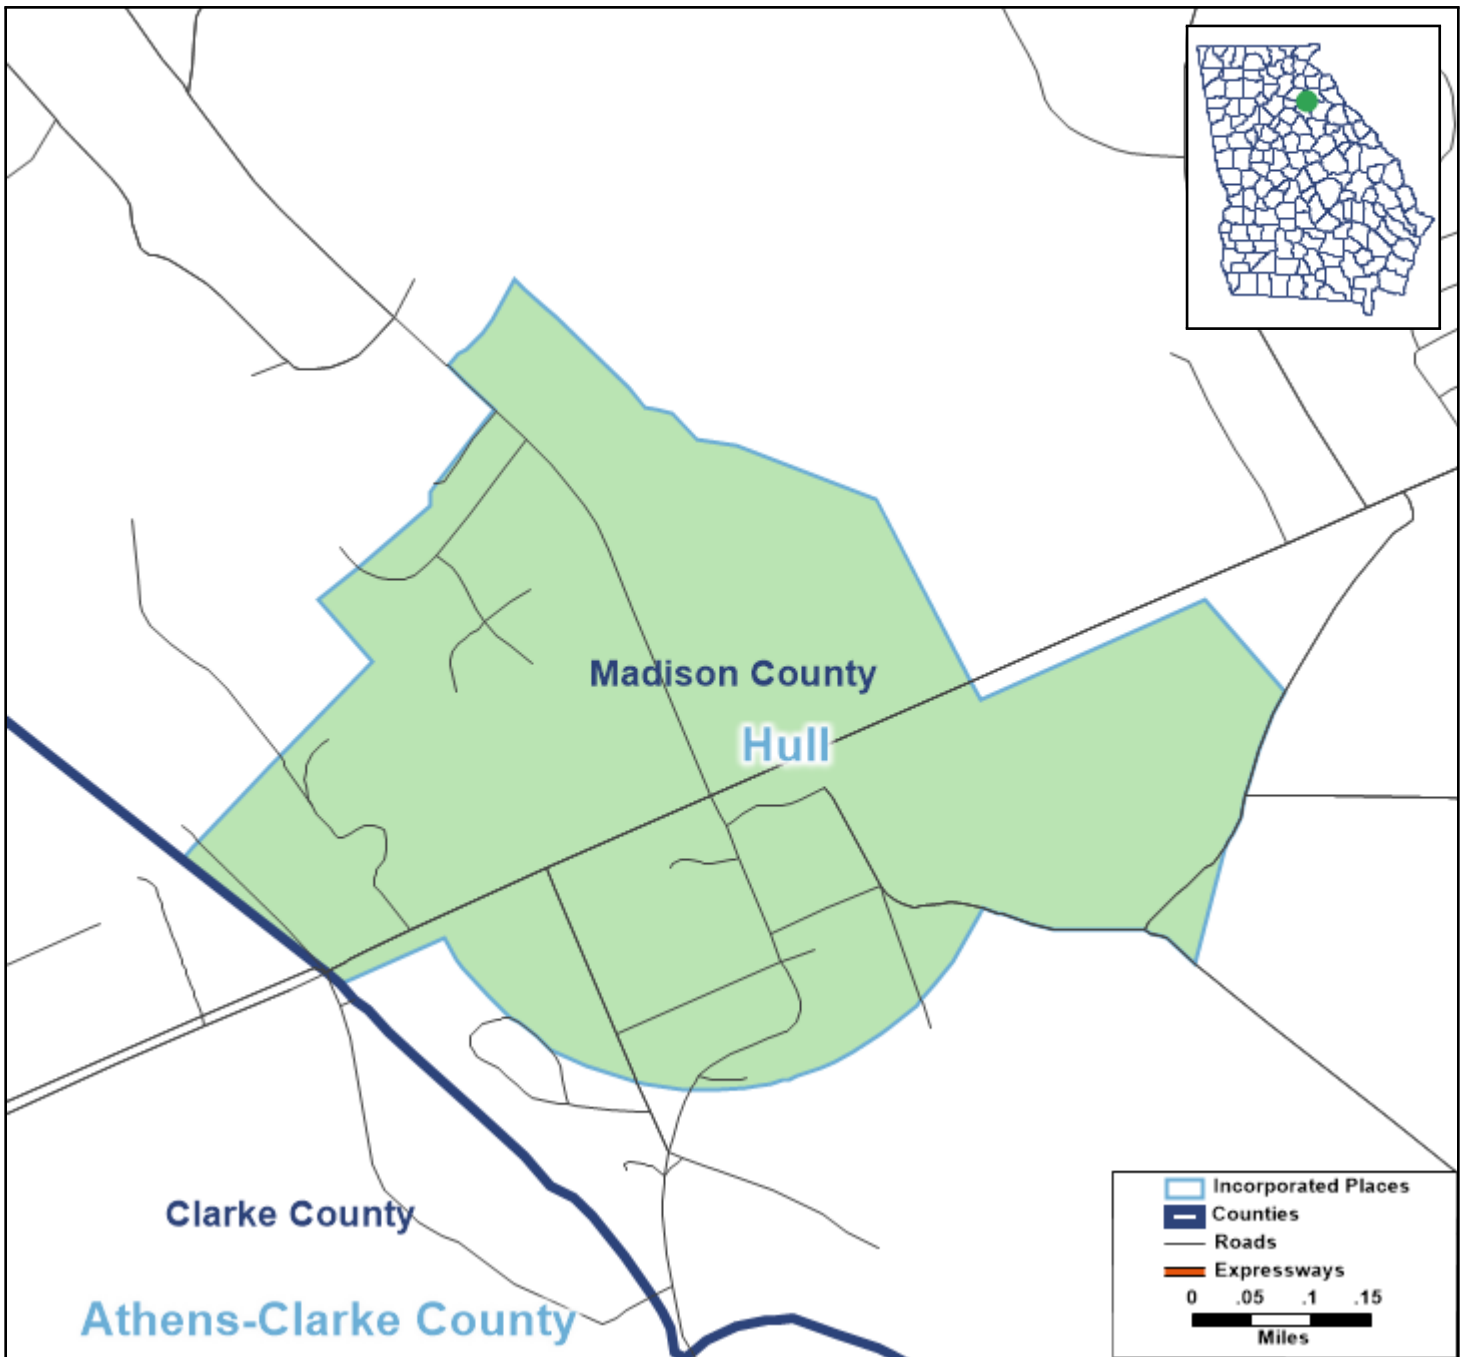 Madison County
Hull
Clarke County
Athens-Clarke County
Incorporated Places
Counties
Roads
Expressways
0 .05 .1 .15
Miles